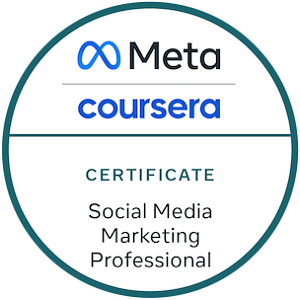 Meta
coursera
CERTIFICATE
Social Media
Marketing
Professional